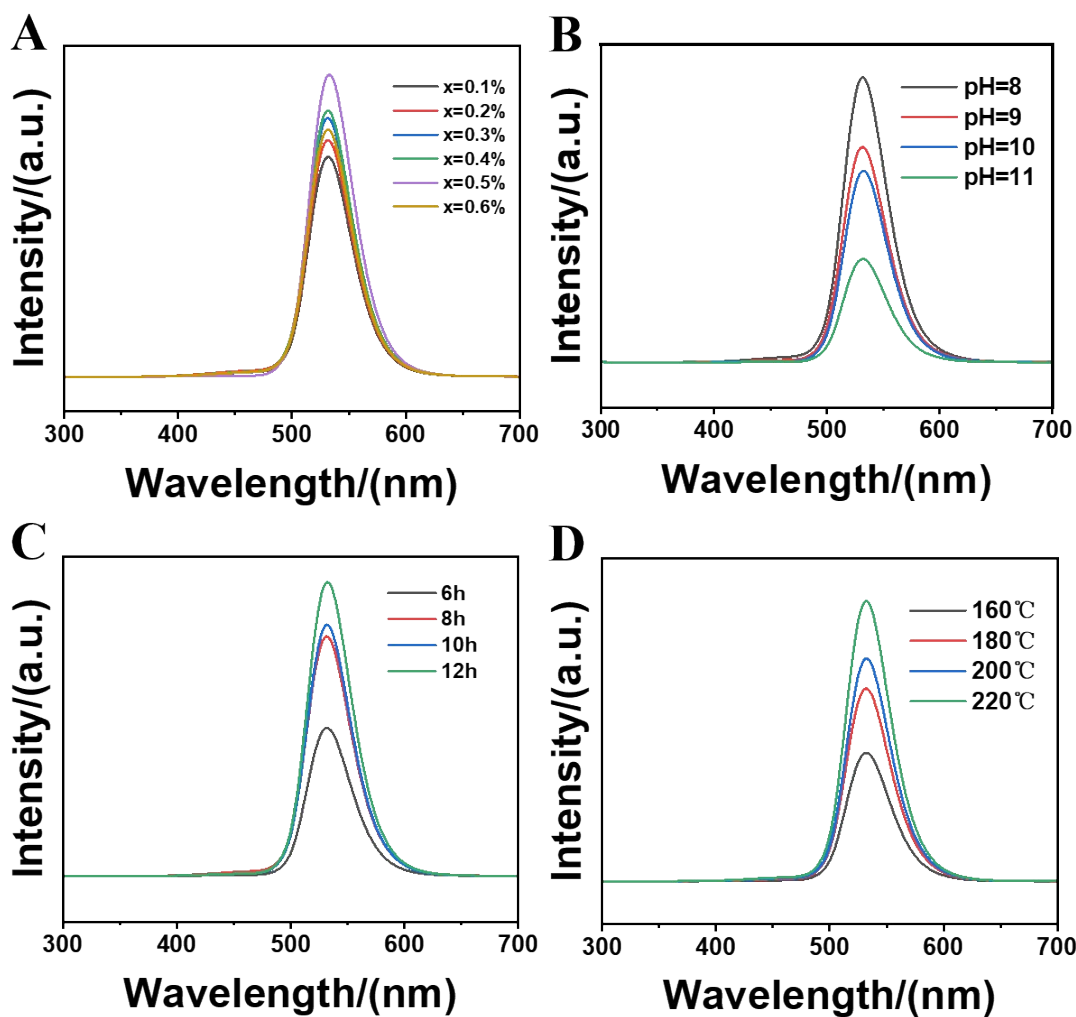 A
Intensity/(a.u.)
x=0.1%
x=0.2%
x=0.3%
x=0.4%
x=0.5%
x=0.6%
300 400 500 600 700
Wavelength/(nm)
B
Intensity/(a.u.)
pH=8
pH=9
pH=10
pH=11
300 400 500 600 700
Wavelength/(nm)
C
Intensity/(a.u.)
6h
8h
10h
12h
300 400 500 600 700
Wavelength/(nm)
D
Intensity/(a.u.)
160℃
180℃
200℃
220℃
300 400 500 600 700
Wavelength/(nm)